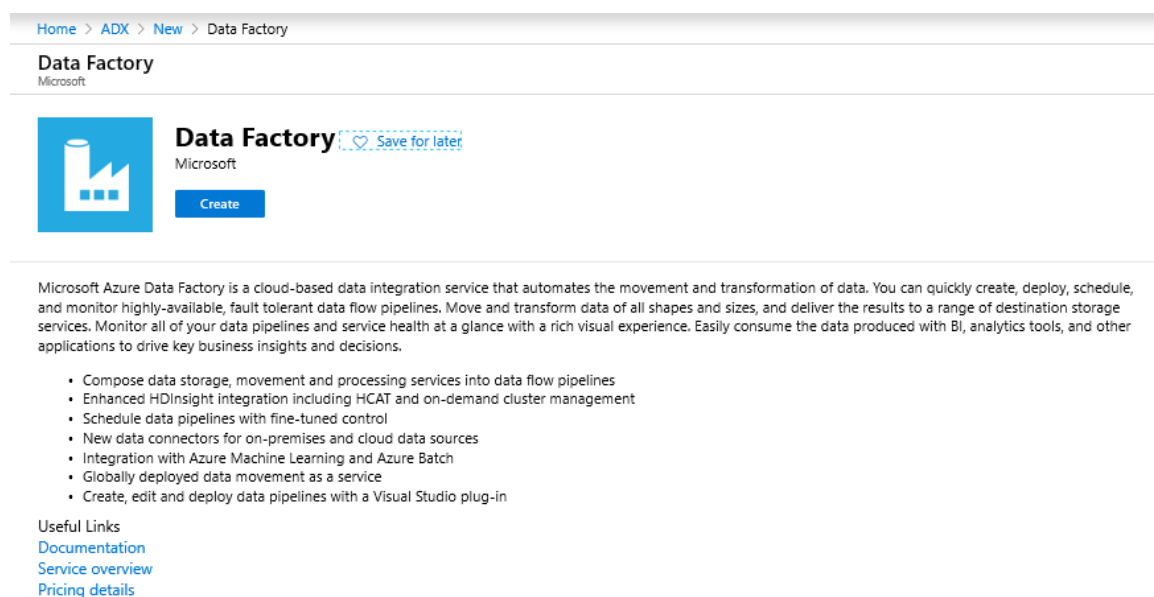 Home > ADX > New > Data Factory
Data Factory
Microsoft
Data Factory Save for later
Microsoft
Create
Microsoft Azure Data Factory is a cloud-based data integration service that automates the movement and transformation of data. You can quickly create, deploy, schedule,
and monitor highly-available, fault tolerant data flow pipelines. Move and transform data of all shapes and sizes, and deliver the results to a range of destination storage
services. Monitor all of your data pipelines and service health at a glance with a rich visual experience. Easily consume the data produced with BI, analytics tools, and other
applications to drive key business insights and decisions.
• Compose data storage, movement and processing services into data flow pipelines
• Enhanced HDInsight integration including HCAT and on-demand cluster management
• Schedule data pipelines with fine-tuned control
• New data connectors for on-premises and cloud data sources
• Integration with Azure Machine Learning and Azure Batch
• Globally deployed data movement as a service
• Create, edit and deploy data pipelines with a Visual Studio plug-in
Useful Links
Documentation
Service overview
Pricing details